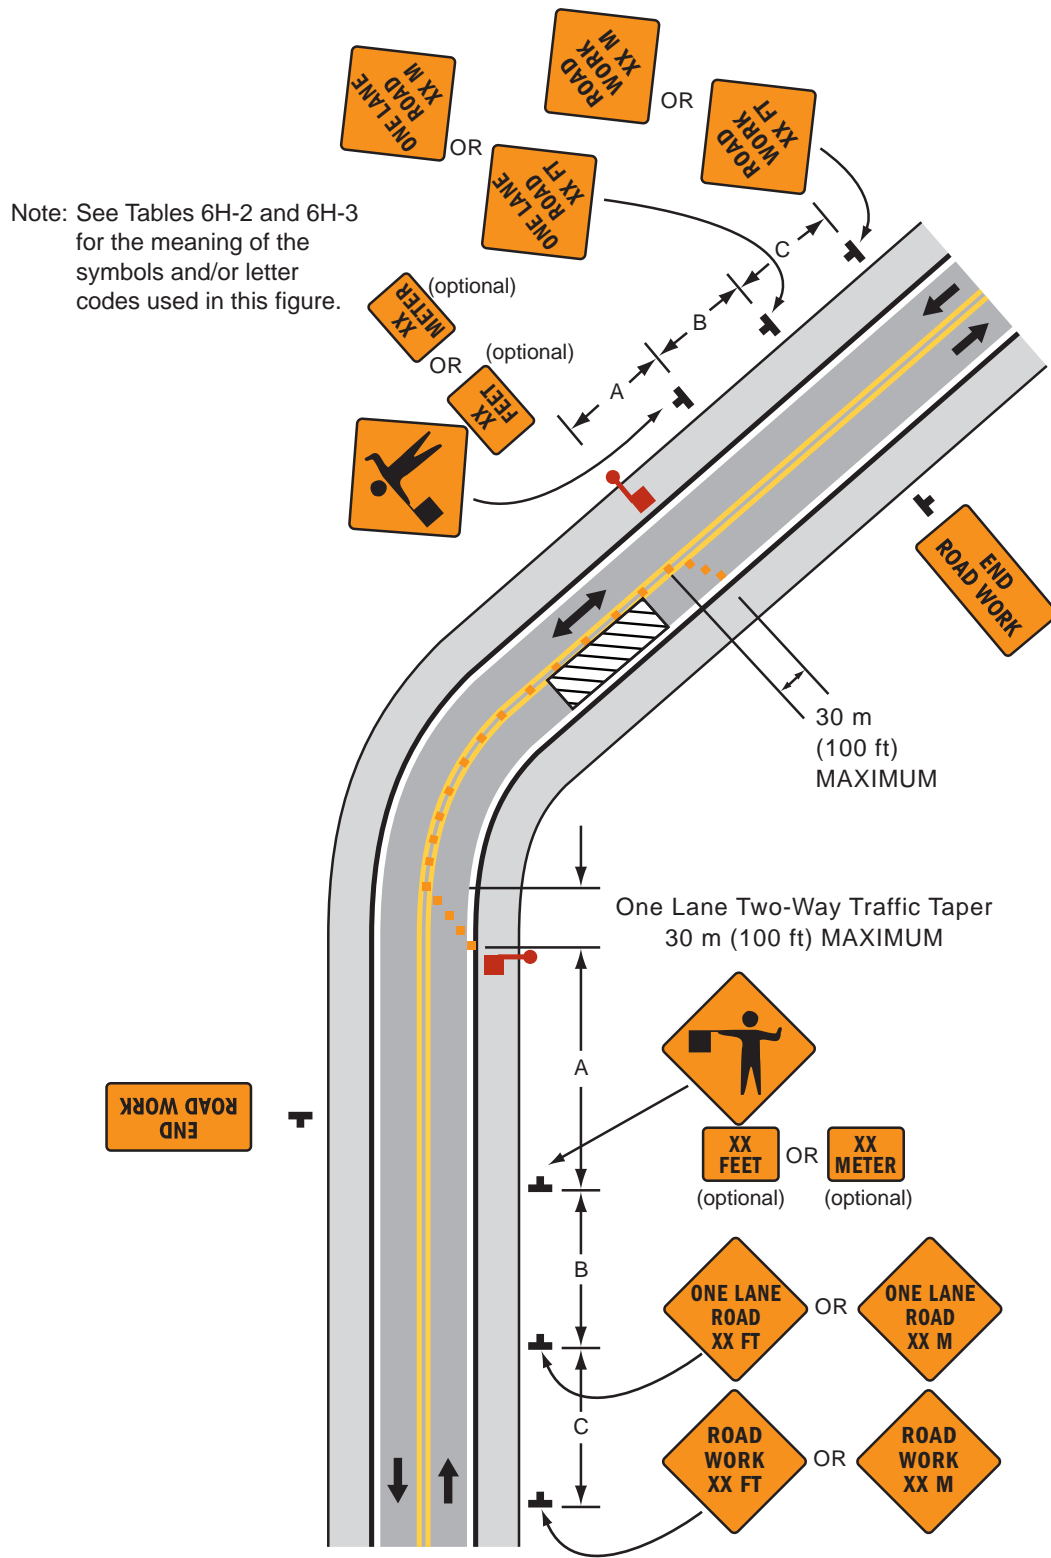 ONE LANE
ROAD
XX M
OR
ONE LANE
ROAD
XX FT
ROAD
WORK
XX M
OR
ROAD
WORK
XX FT
Note: See Tables 6H-2 and 6H-3
for the meaning of the
symbols and/or letter
codes used in this figure.
XX
METER
(optional)
OR
XX
FEET
(optional)
C
B
A
END
ROAD WORK
30 m
(100 ft)
MAXIMUM
One Lane Two-Way Traffic Taper
30 m (100 ft) MAXIMUM
A
END
ROAD WORK
XX
FEET
(optional)
OR
XX
METER
(optional)
B
ONE LANE
ROAD
XX FT
OR
ONE LANE
ROAD
XX M
C
ROAD
WORK
XX FT
OR
ROAD
WORK
XX M